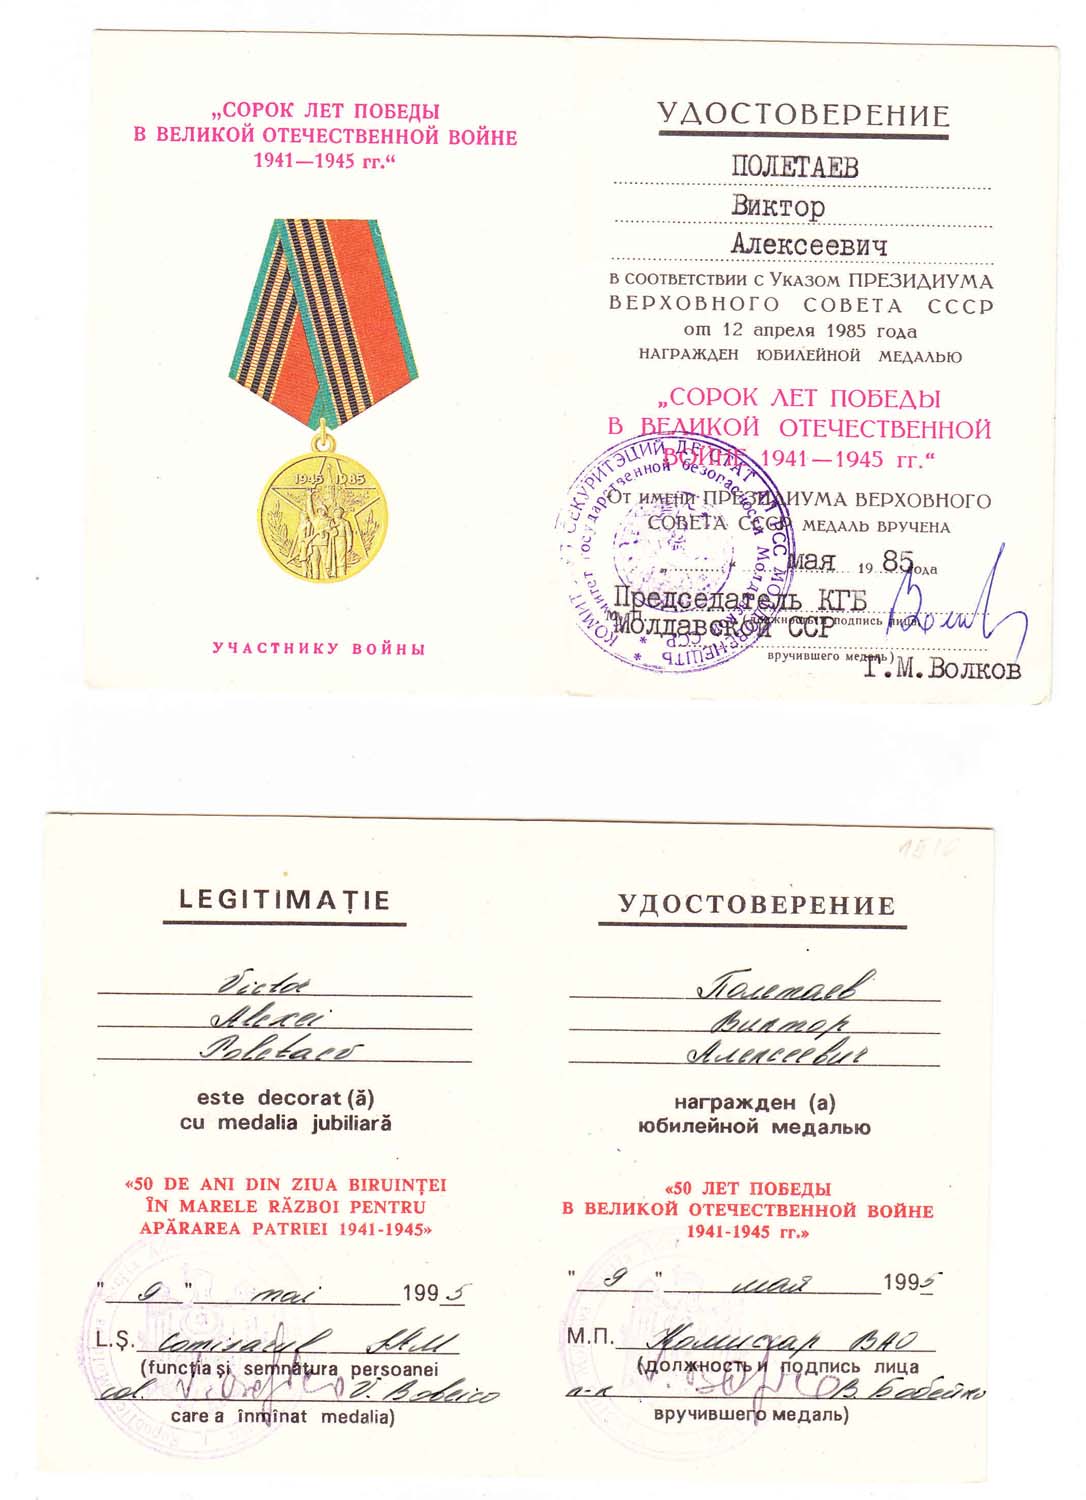 „СОРОК ЛЕТ ПОБЕДЫ
В ВЕЛИКОЙ ОТЕЧЕСТВЕННОЙ ВОЙНЕ
1941—1945 гг.“
1945 1985
УЧАСТНИКУ ВОЙНЫ
УДОСТОВЕРЕНИЕ
ПОЛЕТАЕВ
Виктор
Алексеевич
В СООТВЕТСТВИИ С УКАЗОМ ПРЕЗИДИУМА
ВЕРХОВНОГО СОВЕТА СССР
от 12 апреля 1985 года
НАГРАЖДЕН ЮБИЛЕЙНОЙ МЕДАЛЬЮ
„СОРОК ЛЕТ ПОБЕДЫ
В ВЕЛИКОЙ ОТЕЧЕСТВЕННОЙ
ВОЙНЕ 1941—1945 гг.“
ОТ ИМЕНИ ПРЕЗИДИУМА ВЕРХОВНОГО
СОВЕТА СССР МЕДАЛЬ ВРУЧЕНА
„ “ мая 1985 года
Председатель КГБ
Молдавской ССР
(должность и подпись лица,
вручившего медаль)
Г.М.Волков
LEGITIMAȚIE
Victor
Alexei
Poletaev
este decorat (ă)
cu medalia jubiliară
«50 DE ANI DIN ZIUA BIRUINȚEI
ÎN MARELE RĂZBOI PENTRU
APĂRAREA PATRIEI 1941-1945»
" 9 " mai 1995
L.Ș. Comisarul
(funcția și semnătura persoanei
col. V. Bobeico
care a înmînat medalia)
УДОСТОВЕРЕНИЕ
Полетаев
Виктор
Алексеевич
награжден (а)
юбилейной медалью
«50 ЛЕТ ПОБЕДЫ
В ВЕЛИКОЙ ОТЕЧЕСТВЕННОЙ ВОЙНЕ
1941-1945 гг.»
" 9 " мая 1995
М.П. Комиссар ВАО
(должность и подпись лица
п-к В. Бобейко
вручившего медаль)